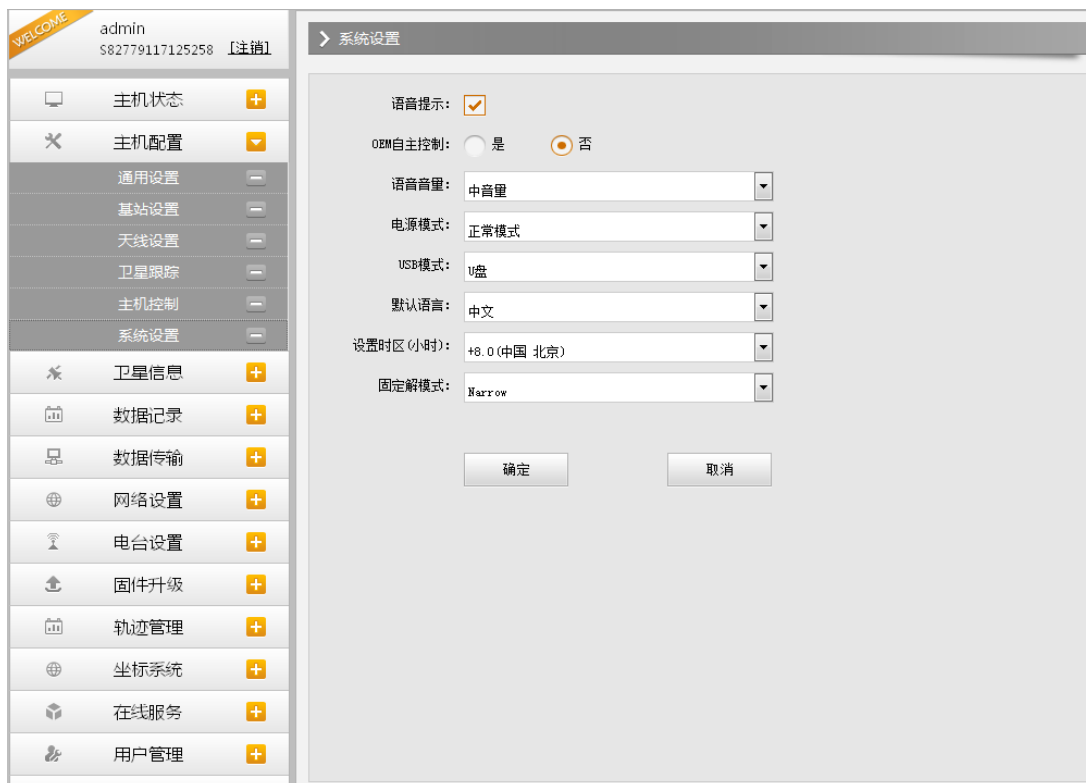 WELCOME
admin
S82779117125258 [注销]
主机状态
主机配置
通用设置
基站设置
天线设置
卫星跟踪
主机控制
系统设置
卫星信息
数据记录
数据传输
网络设置
电台设置
固件升级
轨迹管理
坐标系统
在线服务
用户管理
系统设置
语音提示:
OEM自主控制: 是 否
语音音量: 中音量
电源模式: 正常模式
USB模式: U盘
默认语言: 中文
设置时区(小时): +8.0(中国 北京)
固定解模式: Narrow
确定 取消